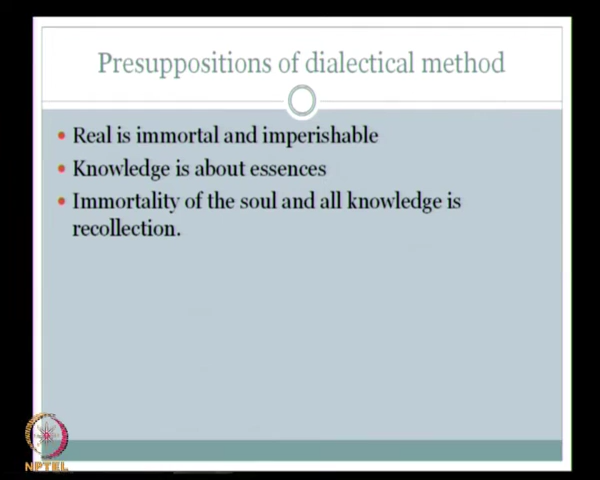 Presuppositions of dialectical method
• Real is immortal and imperishable
• Knowledge is about essences
• Immortality of the soul and all knowledge is
recollection.
NPTEL